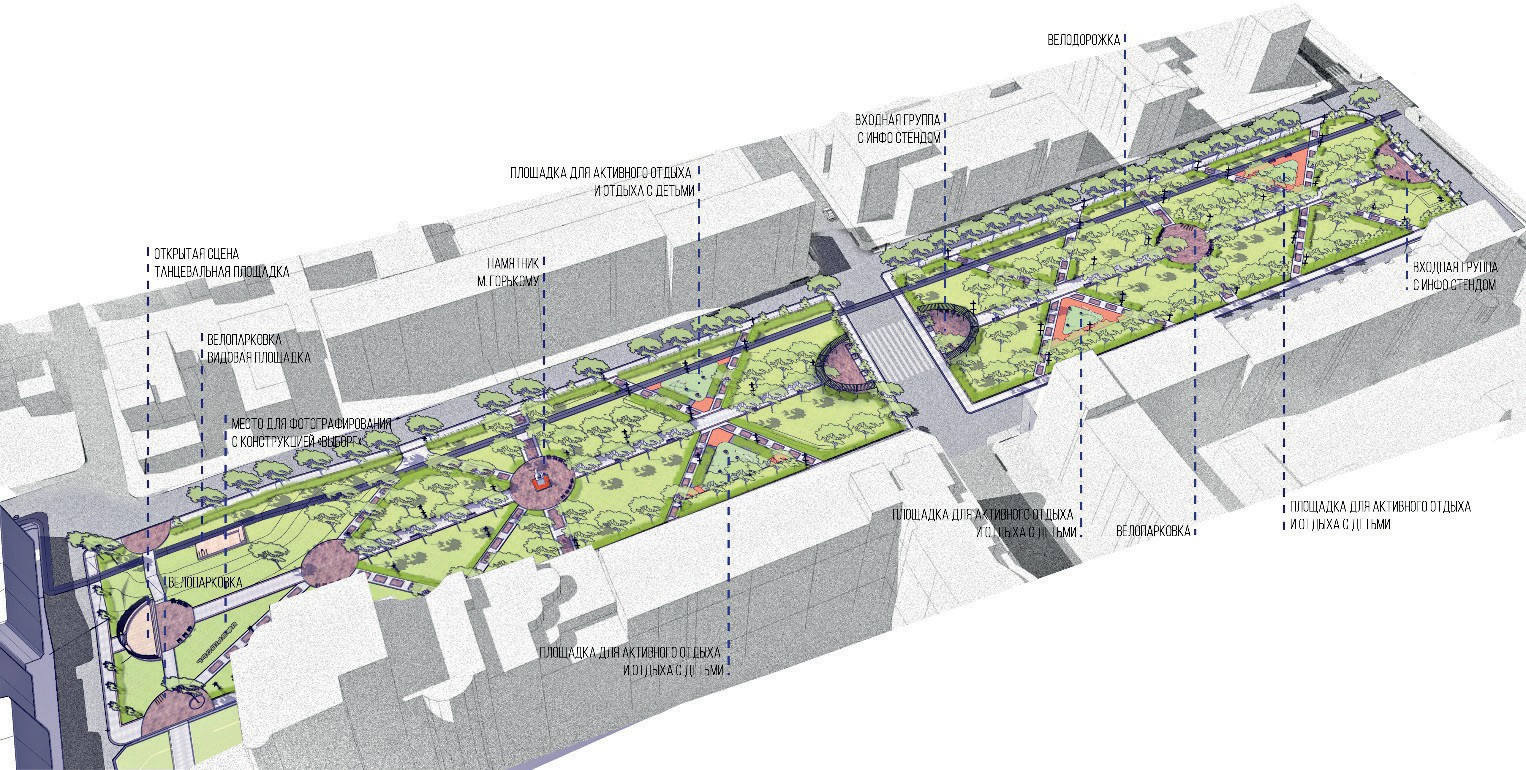 ВЕЛОДОРОЖКА
ВХОДНАЯ ГРУППА
С ИНФО СТЕНДОМ
ПЛОЩАДКА ДЛЯ АКТИВНОГО ОТДЫХА
И ОТДЫХА С ДЕТЬМИ
ОТКРЫТАЯ СЦЕНА
ТАНЦЕВАЛЬНАЯ ПЛОЩАДКА
ПАМЯТНИК
М. ГОРЬКОМУ
ВХОДНАЯ ГРУППА
С ИНФО СТЕНДОМ
ВЕЛОПАРКОВКА
ВИДОВАЯ ПЛОЩАДКА
МЕСТО ДЛЯ ФОТОГРАФИРОВАНИЯ
С КОНСТРУКЦИЕЙ «ВЫБОРГ»
ПЛОЩАДКА ДЛЯ АКТИВНОГО ОТДЫХА
И ОТДЫХА С ДЕТЬМИ
ВЕЛОПАРКОВКА
ПЛОЩАДКА ДЛЯ АКТИВНОГО ОТДЫХА
И ОТДЫХА С ДЕТЬМИ
ВЕЛОПАРКОВКА
ПЛОЩАДКА ДЛЯ АКТИВНОГО ОТДЫХА
И ОТДЫХА С ДЕТЬМИ